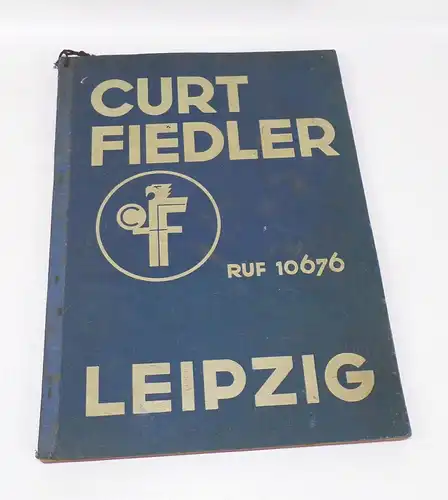 CURT
FIEDLER
CF
RUF 10676
LEIPZIG